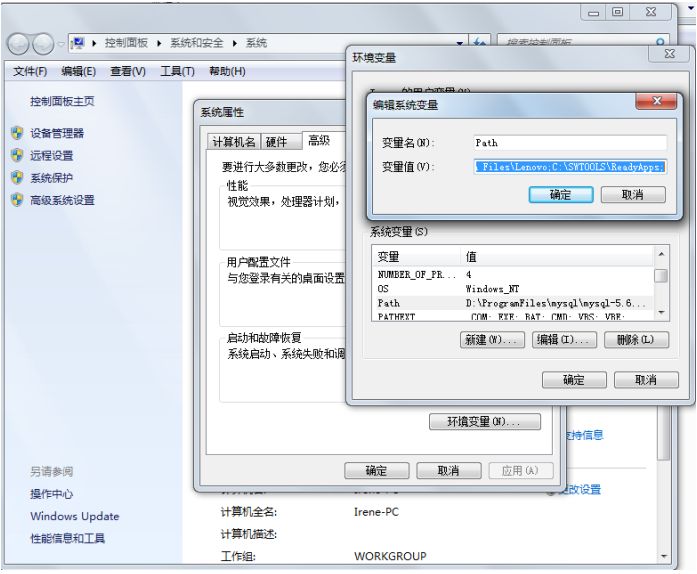 控制面板 ▸ 系统和安全 ▸ 系统
文件(F) 编辑(E) 查看(V) 工具(T) 帮助(H)
控制面板主页
设备管理器
远程设置
系统保护
高级系统设置
另请参阅
操作中心
Windows Update
性能信息和工具
系统属性
计算机名 硬件 高级
要进行大多数更改，您必须
性能
视觉效果，处理器计划，
用户配置文件
与您登录有关的桌面设置
启动和故障恢复
系统启动、系统失败和调
环境变量(N)...
确定 取消 应用(A)
环境变量
编辑系统变量
变量名(N): Path
变量值(V): Files\Lenovo;C:\SWTOOLS\ReadyApps;
确定 取消
系统变量(S)
变量 值
NUMBER_OF_PR... 4
OS Windows_NT
Path D:\ProgramFiles\mysql\mysql-5.6...
PATHEXT .COM;.EXE;.BAT;.CMD;.VBS;.VBE;
新建(W)... 编辑(I)... 删除(L)
确定 取消
支持信息
更改设置
计算机全名: Irene-PC
计算机描述:
工作组: WORKGROUP